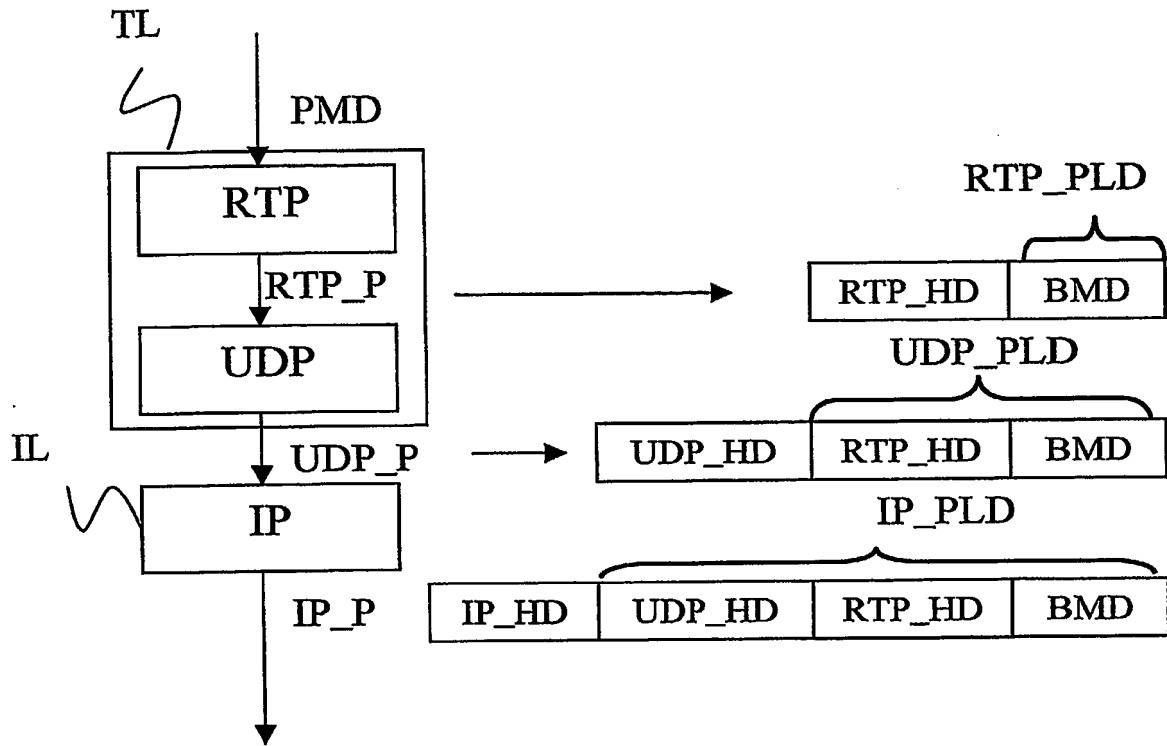 TL
PMD
RTP
RTP_PLD
RTP_P
RTP_HD BMD
UDP
UDP_PLD
IL
UDP_P
UDP_HD RTP_HD BMD
IP
IP_PLD
IP_P
IP_HD UDP_HD RTP_HD BMD